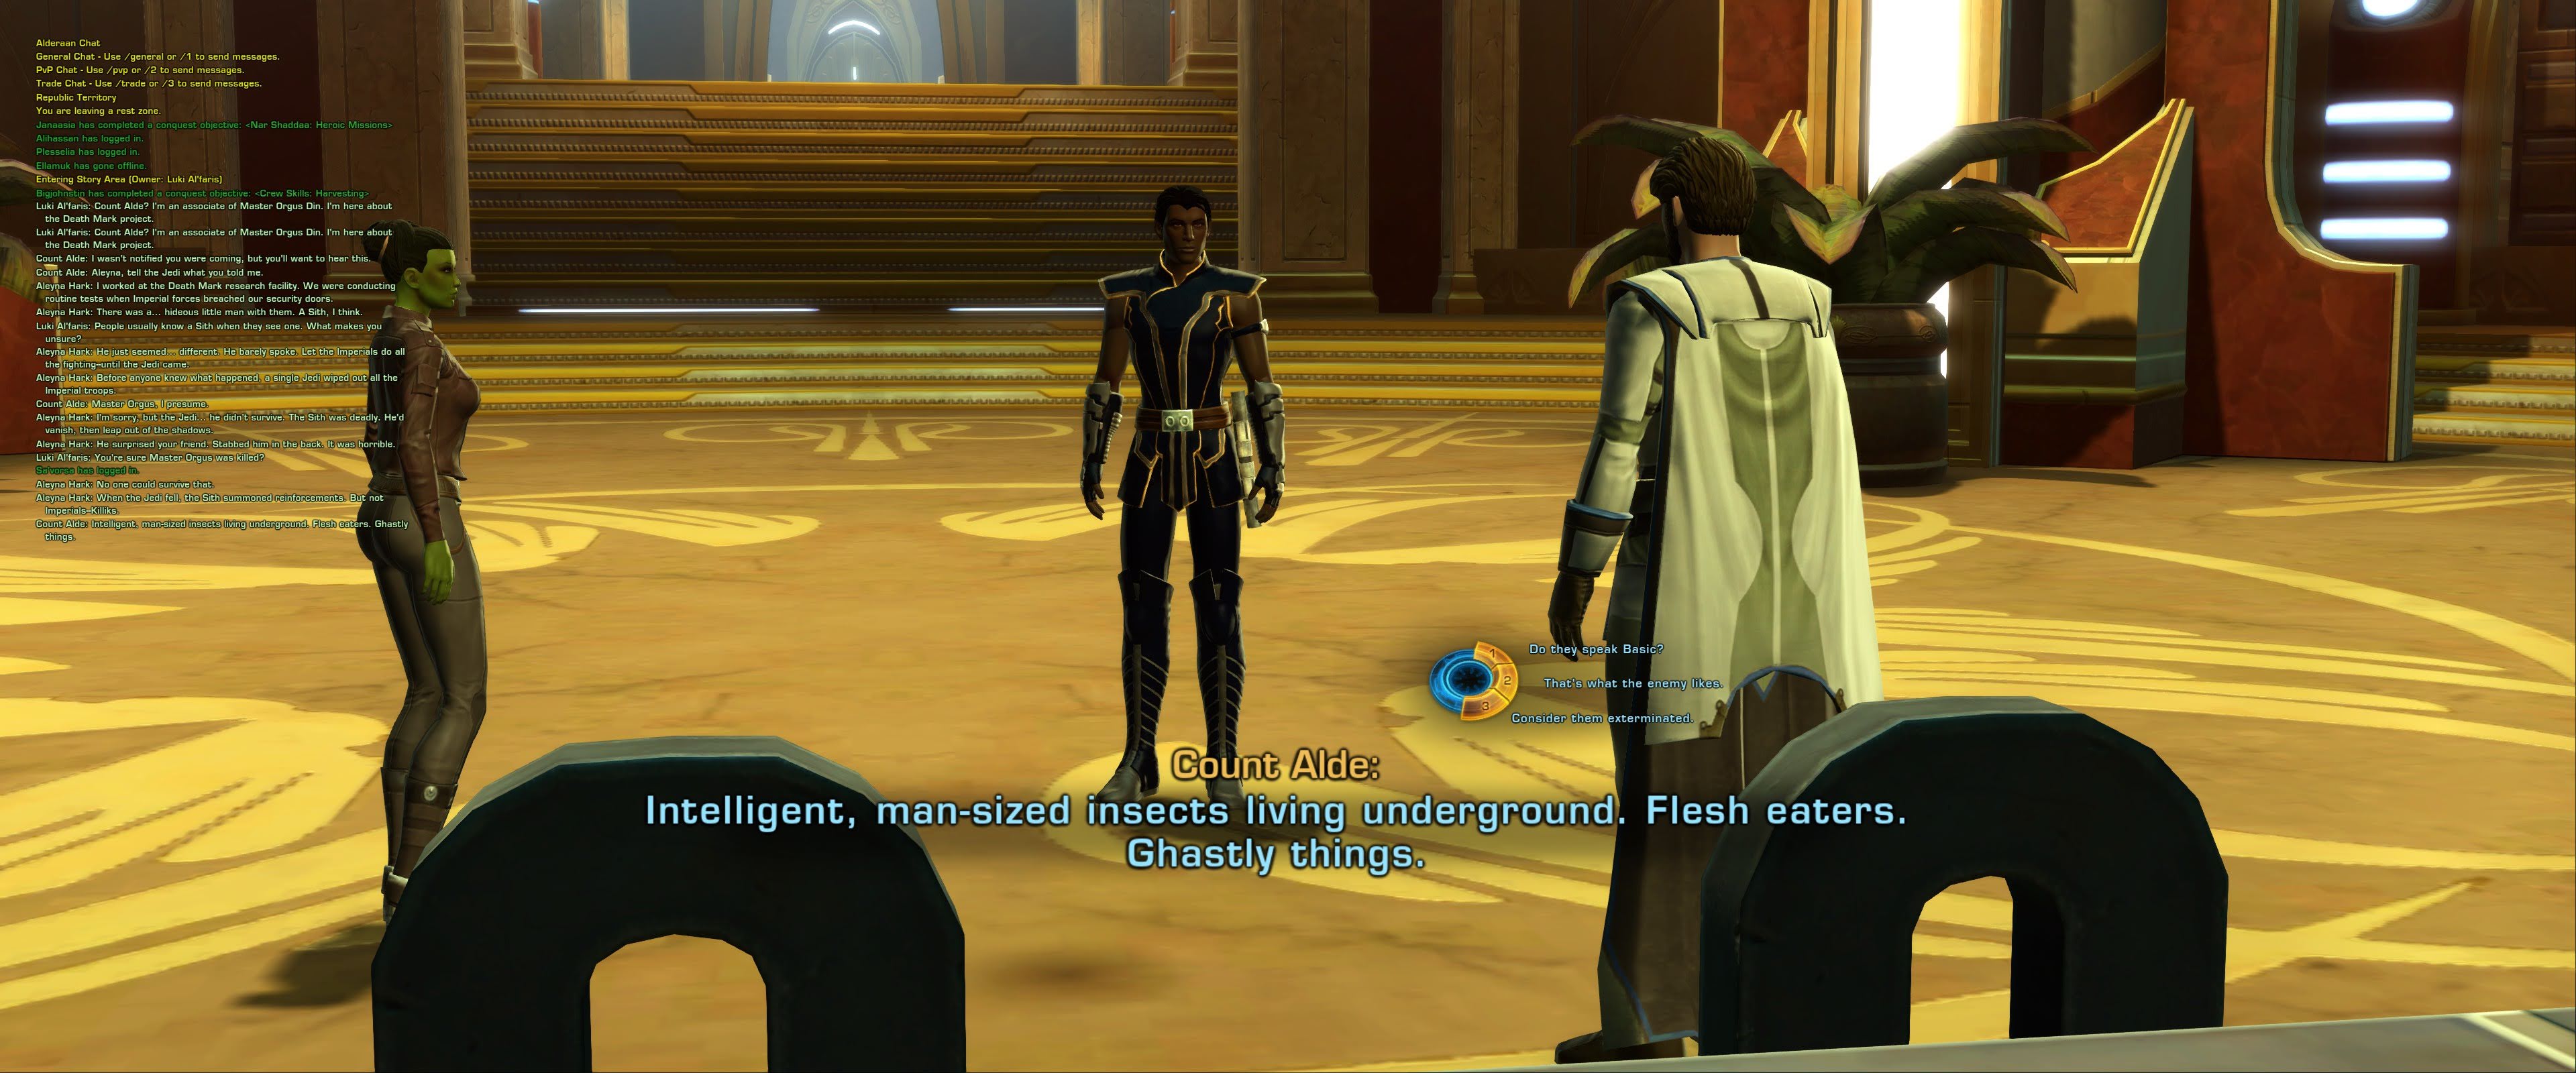 Alderaan Chat
General Chat - Use /general or /1 to send messages.
PvP Chat - Use /pvp or /2 to send messages.
Trade Chat - Use /trade or /3 to send messages.
Republic Territory
You are leaving a rest zone.
Janaasia has completed a conquest objective: <Nar Shaddaa: Heroic Missions>
Alihassan has logged in.
Plesselia has logged in.
Ellamuk has gone offline.
Entering Story Area (Owner: Luki Al'faris)
Bigjohnstin has completed a conquest objective: <Crew Skills: Harvesting>
Luki Al'faris: Count Alde? I'm an associate of Master Orgus Din. I'm here about
the Death Mark project.
Luki Al'faris: Count Alde? I'm an associate of Master Orgus Din. I'm here about
the Death Mark project.
Count Alde: I wasn't notified you were coming, but you'll want to hear this.
Count Alde: Aleyna, tell the Jedi what you told me.
Aleyna Hark: I worked at the Death Mark research facility. We were conducting
routine tests when Imperial forces breached our security doors.
Aleyna Hark: There was a... hideous little man with them. A Sith, I think.
Luki Al'faris: People usually know a Sith when they see one. What makes you
unsure?
Aleyna Hark: He just seemed... different. He barely spoke. Let the Imperials do all
the fighting–until the Jedi came.
Aleyna Hark: Before anyone knew what happened, a single Jedi wiped out all the
Imperial troops.
Count Alde: Master Orgus, I presume.
Aleyna Hark: I'm sorry, but the Jedi... he didn't survive. The Sith was deadly. He'd
vanish, then leap out of the shadows.
Aleyna Hark: He surprised your friend. Stabbed him in the back. It was horrible.
Luki Al'faris: You're sure Master Orgus was killed?
Sa'vorsa has logged in.
Aleyna Hark: No one could survive that.
Aleyna Hark: When the Jedi fell, the Sith summoned reinforcements. But not
Imperials–Killiks.
Count Alde: Intelligent, man-sized insects living underground. Flesh eaters. Ghastly
things.
1 Do they speak Basic?
2 That's what the enemy likes.
3 Consider them exterminated.
Count Alde:
Intelligent, man-sized insects living underground. Flesh eaters.
Ghastly things.